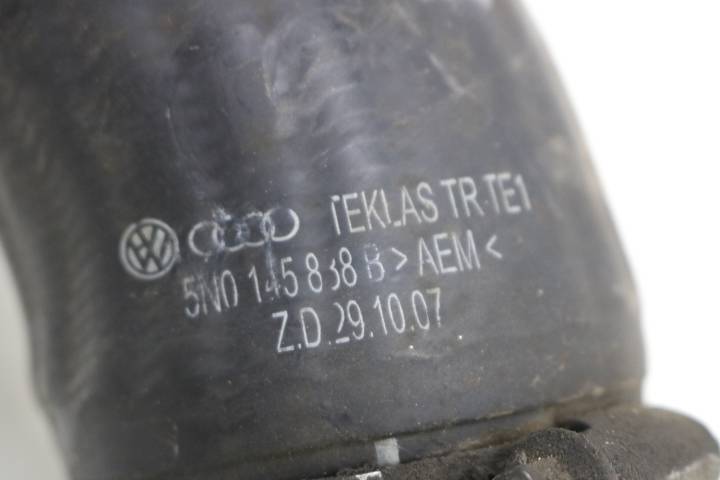 TEKLAS TR-TE1
5N0 145 838 B >AEM<
Z.D.29.10.07